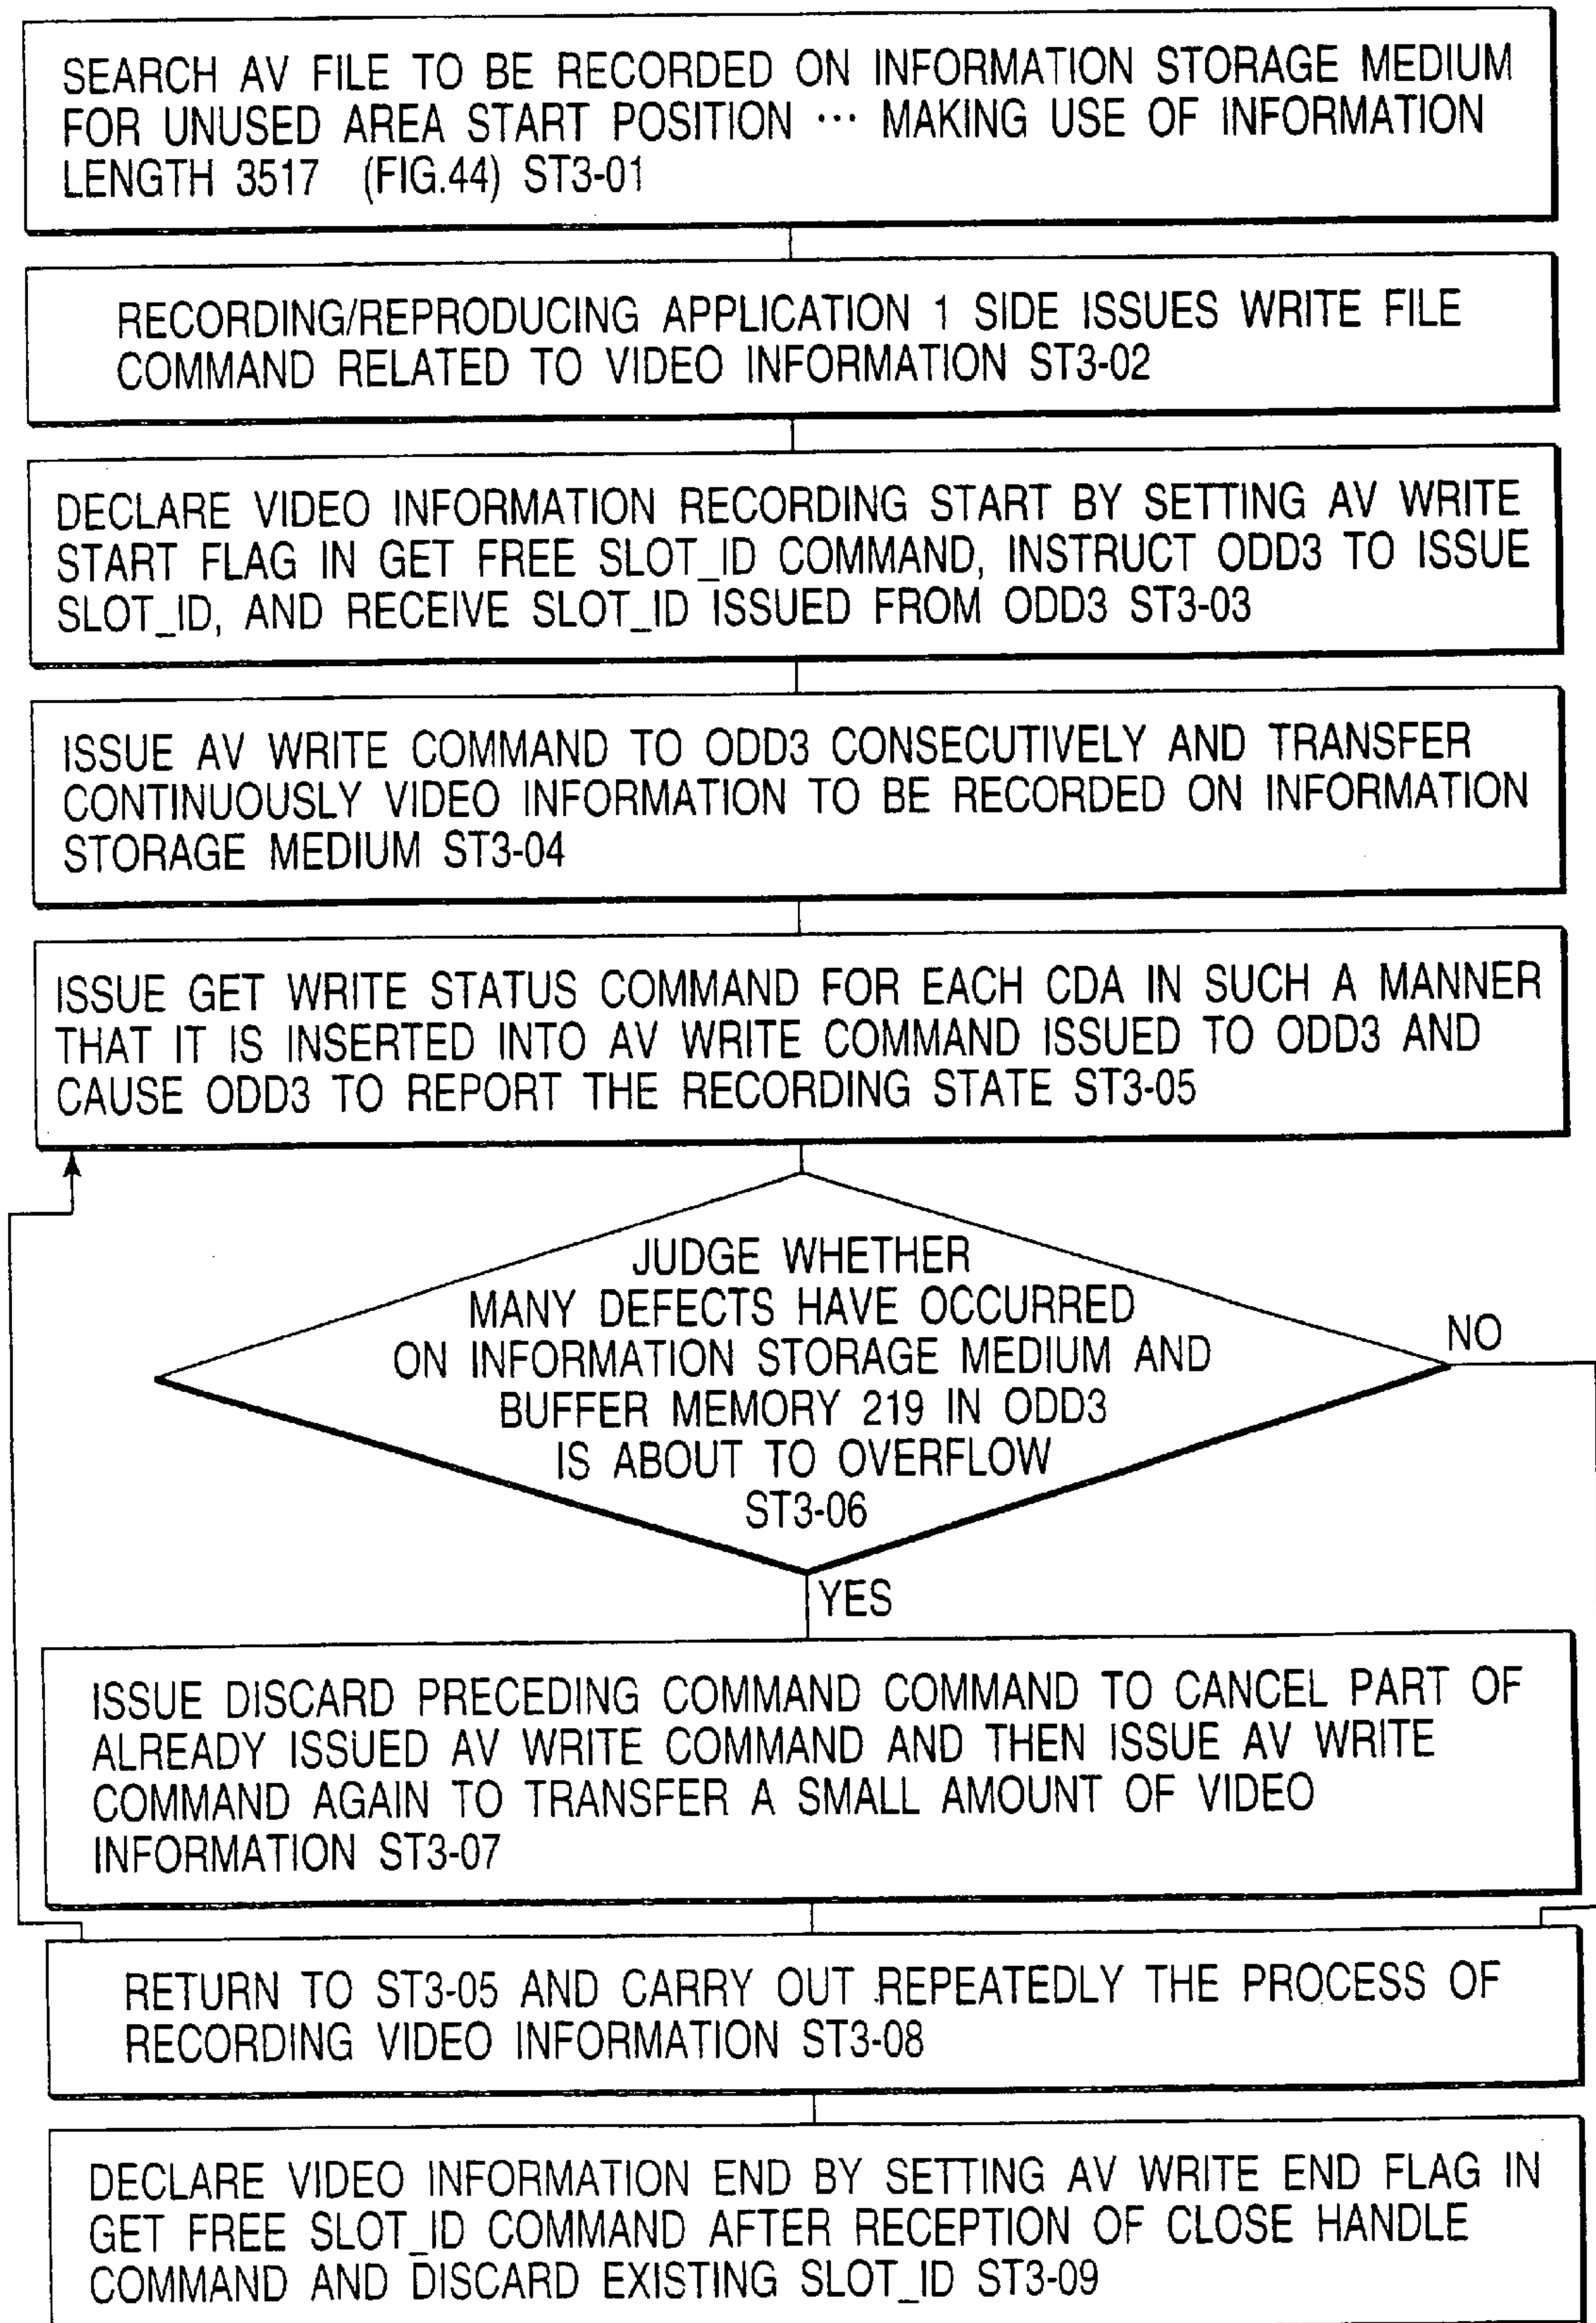 SEARCH AV FILE TO BE RECORDED ON INFORMATION STORAGE MEDIUM
FOR UNUSED AREA START POSITION ··· MAKING USE OF INFORMATION
LENGTH 3517 (FIG.44) ST3-01
RECORDING/REPRODUCING APPLICATION 1 SIDE ISSUES WRITE FILE
COMMAND RELATED TO VIDEO INFORMATION ST3-02
DECLARE VIDEO INFORMATION RECORDING START BY SETTING AV WRITE
START FLAG IN GET FREE SLOT_ID COMMAND, INSTRUCT ODD3 TO ISSUE
SLOT_ID, AND RECEIVE SLOT_ID ISSUED FROM ODD3 ST3-03
ISSUE AV WRITE COMMAND TO ODD3 CONSECUTIVELY AND TRANSFER
CONTINUOUSLY VIDEO INFORMATION TO BE RECORDED ON INFORMATION
STORAGE MEDIUM ST3-04
ISSUE GET WRITE STATUS COMMAND FOR EACH CDA IN SUCH A MANNER
THAT IT IS INSERTED INTO AV WRITE COMMAND ISSUED TO ODD3 AND
CAUSE ODD3 TO REPORT THE RECORDING STATE ST3-05
JUDGE WHETHER
MANY DEFECTS HAVE OCCURRED
ON INFORMATION STORAGE MEDIUM AND
BUFFER MEMORY 219 IN ODD3
IS ABOUT TO OVERFLOW
ST3-06
NO
YES
ISSUE DISCARD PRECEDING COMMAND COMMAND TO CANCEL PART OF
ALREADY ISSUED AV WRITE COMMAND AND THEN ISSUE AV WRITE
COMMAND AGAIN TO TRANSFER A SMALL AMOUNT OF VIDEO
INFORMATION ST3-07
RETURN TO ST3-05 AND CARRY OUT REPEATEDLY THE PROCESS OF
RECORDING VIDEO INFORMATION ST3-08
DECLARE VIDEO INFORMATION END BY SETTING AV WRITE END FLAG IN
GET FREE SLOT_ID COMMAND AFTER RECEPTION OF CLOSE HANDLE
COMMAND AND DISCARD EXISTING SLOT_ID ST3-09